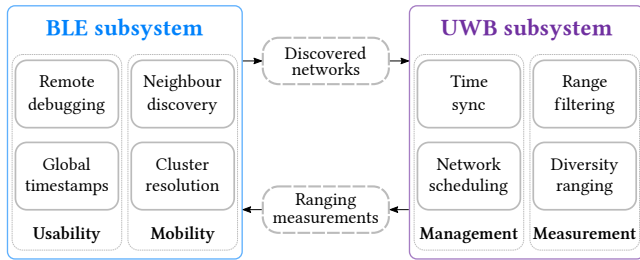 BLE subsystem
Remote
debugging
Neighbour
discovery
Global
timestamps
Cluster
resolution
Usability
Mobility
Discovered
networks
Ranging
measurements
UWB subsystem
Time
sync
Range
filtering
Network
scheduling
Diversity
ranging
Management
Measurement